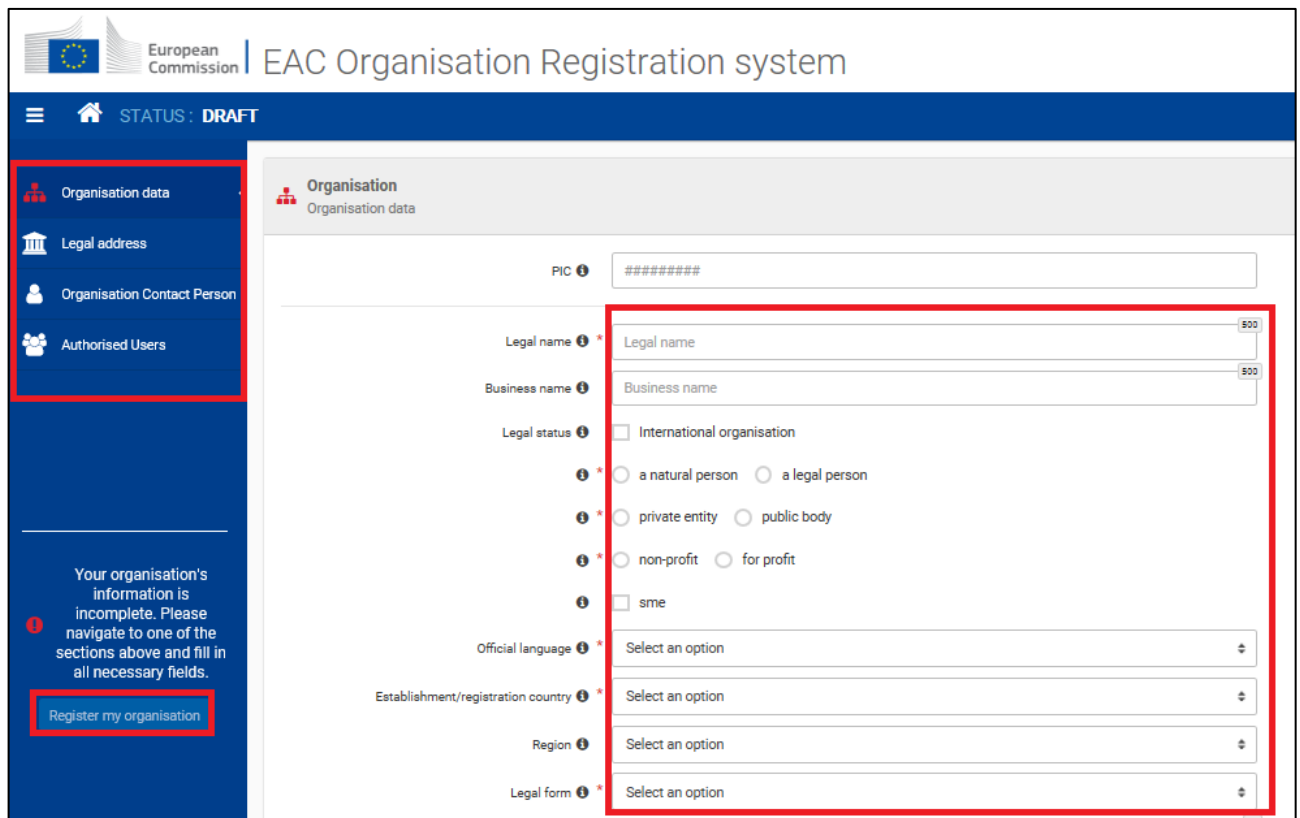 European
Commission
EAC Organisation Registration system
STATUS : DRAFT
Organisation data
Legal address
Organisation Contact Person
Authorised Users
Your organisation's
information is
incomplete. Please
navigate to one of the
sections above and fill in
all necessary fields.
Register my organisation
Organisation
Organisation data
PIC #########
Legal name * Legal name 500
Business name Business name 500
Legal status International organisation
* a natural person a legal person
* private entity public body
* non-profit for profit
sme
Official language * Select an option
Establishment/registration country * Select an option
Region Select an option
Legal form * Select an option